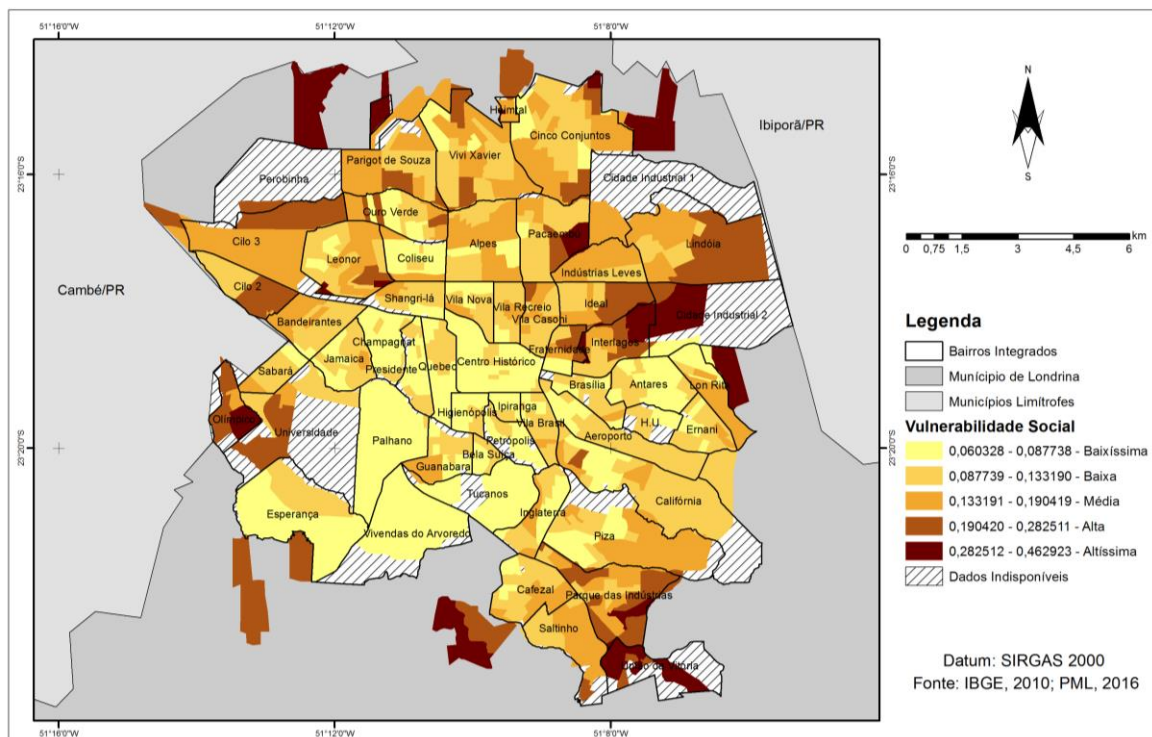 51°16'0"W
51°12'0"W
51°8'0"W
Heimtal
Ibiporã/PR
Cinco Conjuntos
Vivi Xavier
Parigot de Souza
23°16'0"S
23°16'0"S
Perobinha
Cidade Industrial 1
Ouro Verde
Cilo 3
Alpes
Pacaembú
Lindóia
Leonor
Coliseu
Indústrias Leves
Cambé/PR
Cilo 2
Shangri-lá
Vila Nova
Vila Recreio
Ideal
Cidade Industrial 2
Bandeirantes
Vila Casoni
Champagnat
Fraternidade
Interlagos
Jamaica
Presidente
Quebec
Centro Histórico
Sabará
Brasília
Antares
Lon Rita
Olímpico
Universidade
Higienópolis
Ipiranga
Vila Brasil
H.U.
Ernani
Palhano
Petrópolis
Aeroporto
Bela Suiça
23°20'0"S
23°20'0"S
Guanabara
Tucanos
Califórnia
Esperança
Vivendas do Arvoredo
Inglaterra
Piza
Cafezal
Parque das Indústrias
Saltinho
União da Vitória
51°16'0"W
51°12'0"W
51°8'0"W
N
S
km
0 0,75 1,5 3 4,5 6
Legenda
Bairros Integrados
Munícipio de Londrina
Municípios Limítrofes
Vulnerabilidade Social
0,060328 - 0,087738 - Baixíssima
0,087739 - 0,133190 - Baixa
0,133191 - 0,190419 - Média
0,190420 - 0,282511 - Alta
0,282512 - 0,462923 - Altíssima
Dados Indisponíveis
Datum: SIRGAS 2000
Fonte: IBGE, 2010; PML, 2016